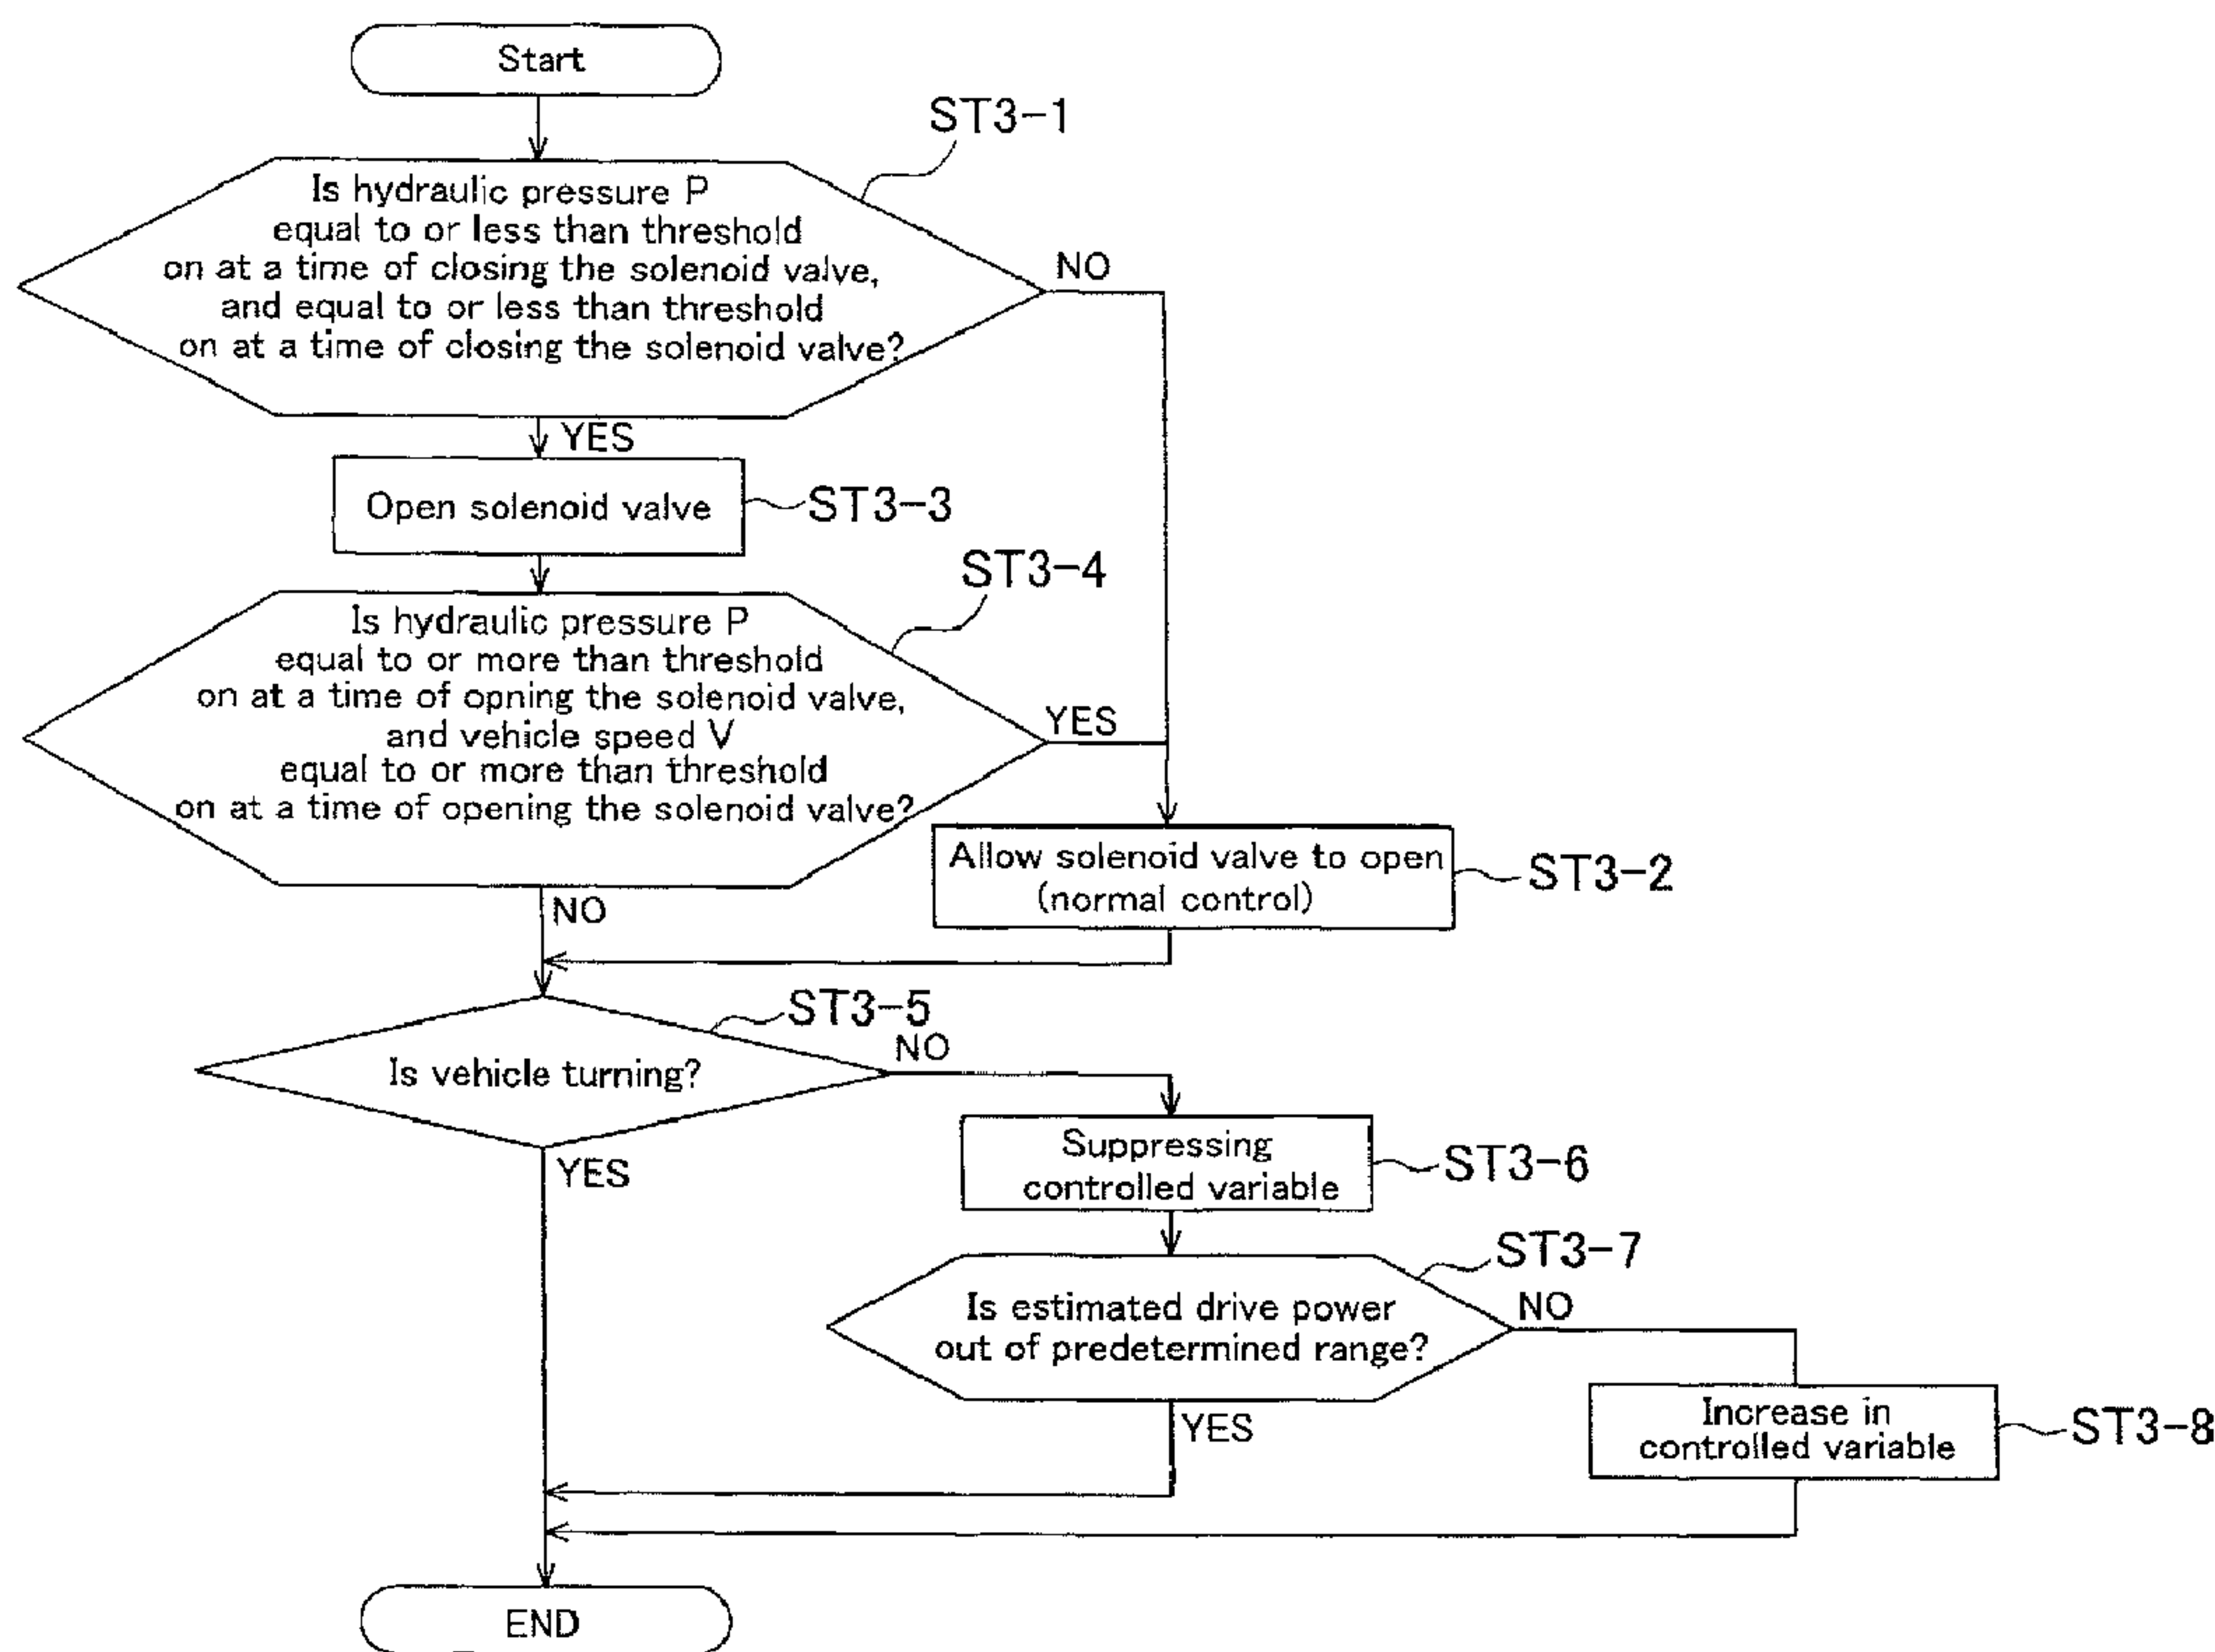 Start
ST3-1
Is hydraulic pressure P
equal to or less than threshold
on at a time of closing the solenoid valve,
and equal to or less than threshold
on at a time of closing the solenoid valve?
NO
YES
Open solenoid valve
ST3-3
ST3-4
Is hydraulic pressure P
equal to or more than threshold
on at a time of opning the solenoid valve,
and vehicle speed V
equal to or more than threshold
on at a time of opening the solenoid valve?
YES
NO
Allow solenoid valve to open
(normal control)
ST3-2
ST3-5
Is vehicle turning?
NO
YES
Suppressing
controlled variable
ST3-6
ST3-7
Is estimated drive power
out of predetermined range?
NO
YES
Increase in
controlled variable
ST3-8
END